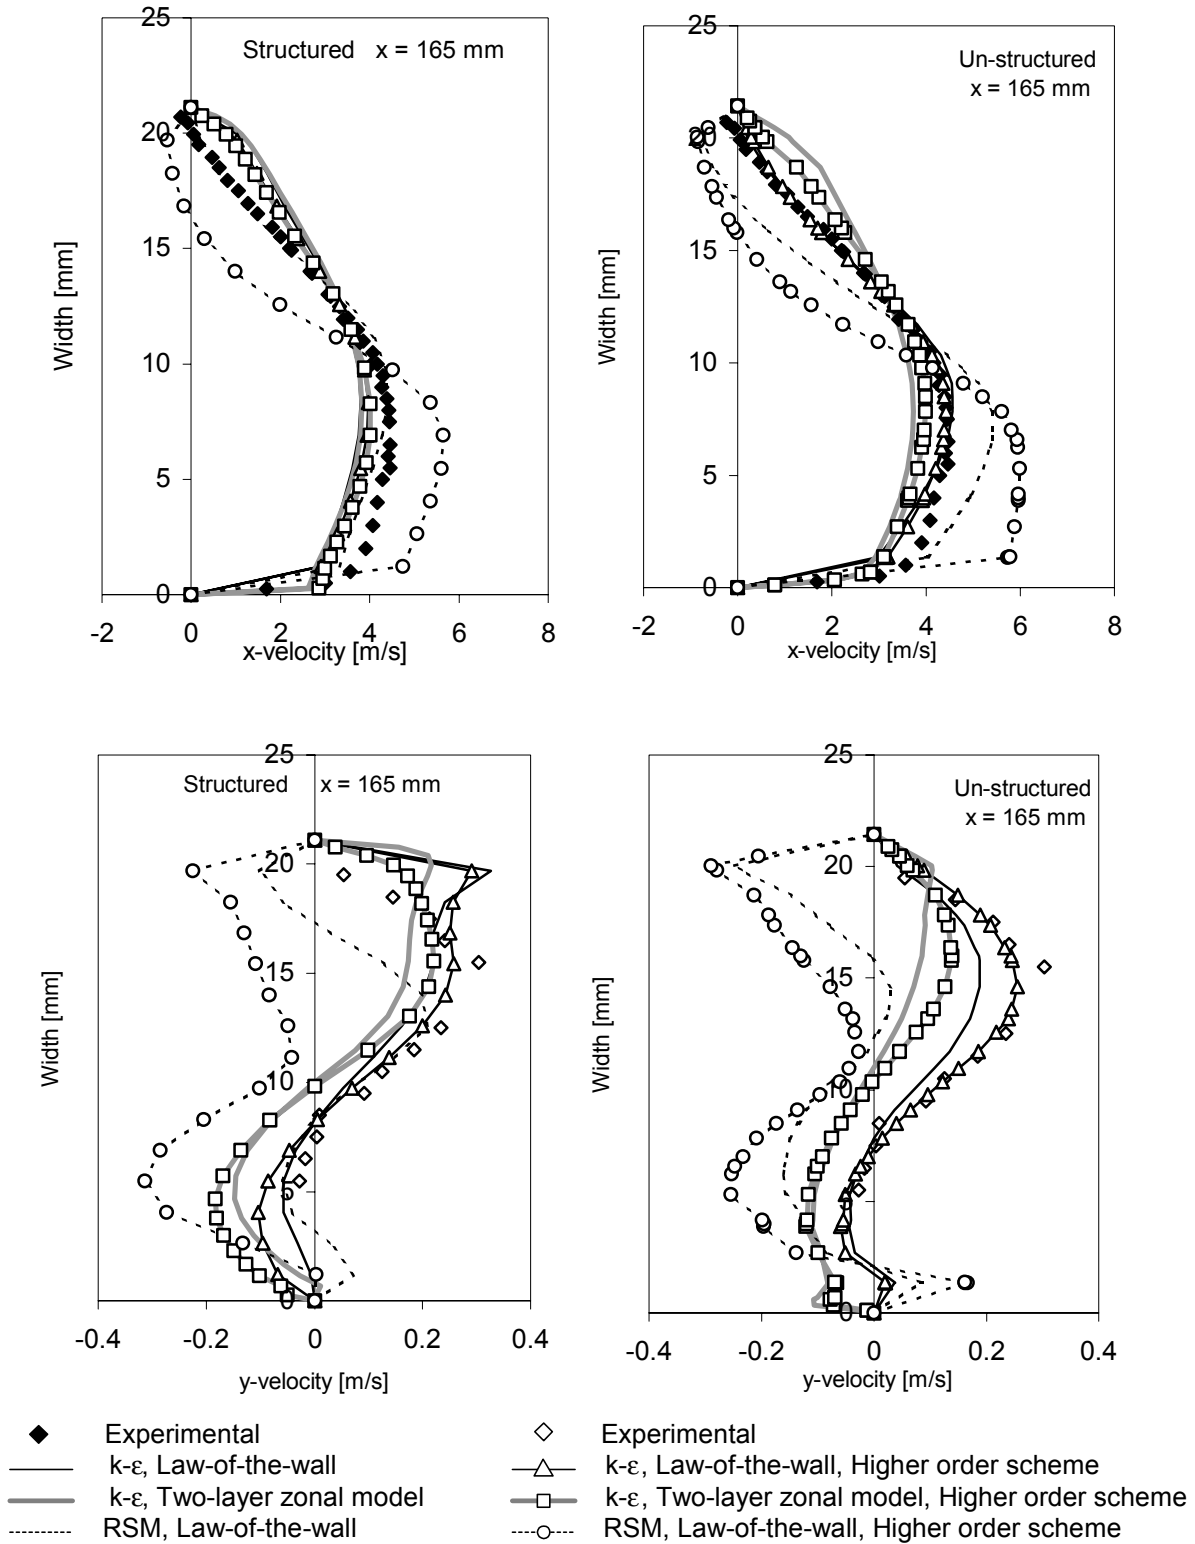 25
Structured x = 165 mm
20
15
10
5
0
Width [mm]
-2 0 2 4 6 8
x-velocity [m/s]
25
Un-structured
x = 165 mm
20
15
10
5
0
Width [mm]
-2 0 2 4 6 8
x-velocity [m/s]
25
Structured x = 165 mm
20
15
10
0
Width [mm]
-0.4 -0.2 0 0.2 0.4
y-velocity [m/s]
25
Un-structured
x = 165 mm
20
15
10
0
Width [mm]
-0.4 -0.2 0 0.2 0.4
y-velocity [m/s]
Experimental
k-ε, Law-of-the-wall
k-ε, Two-layer zonal model
RSM, Law-of-the-wall
Experimental
k-ε, Law-of-the-wall, Higher order scheme
k-ε, Two-layer zonal model, Higher order scheme
RSM, Law-of-the-wall, Higher order scheme